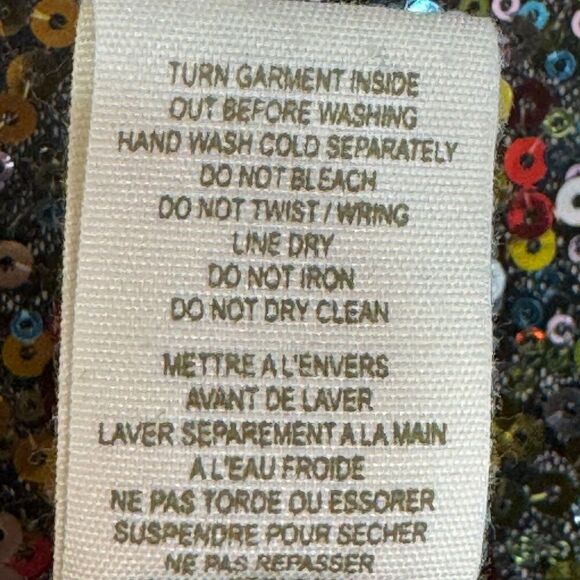 TURN GARMENT INSIDE
OUT BEFORE WASHING
HAND WASH COLD SEPARATELY
DO NOT BLEACH
DO NOT TWIST / WRING
LINE DRY
DO NOT IRON
DO NOT DRY CLEAN
METTRE A L'ENVERS
AVANT DE LAVER
LAVER SEPAREMENT A LA MAIN
A L'EAU FROIDE
NE PAS TORDE OU ESSORER
SUSPENDRE POUR SECHER
NE PAS REPASSER